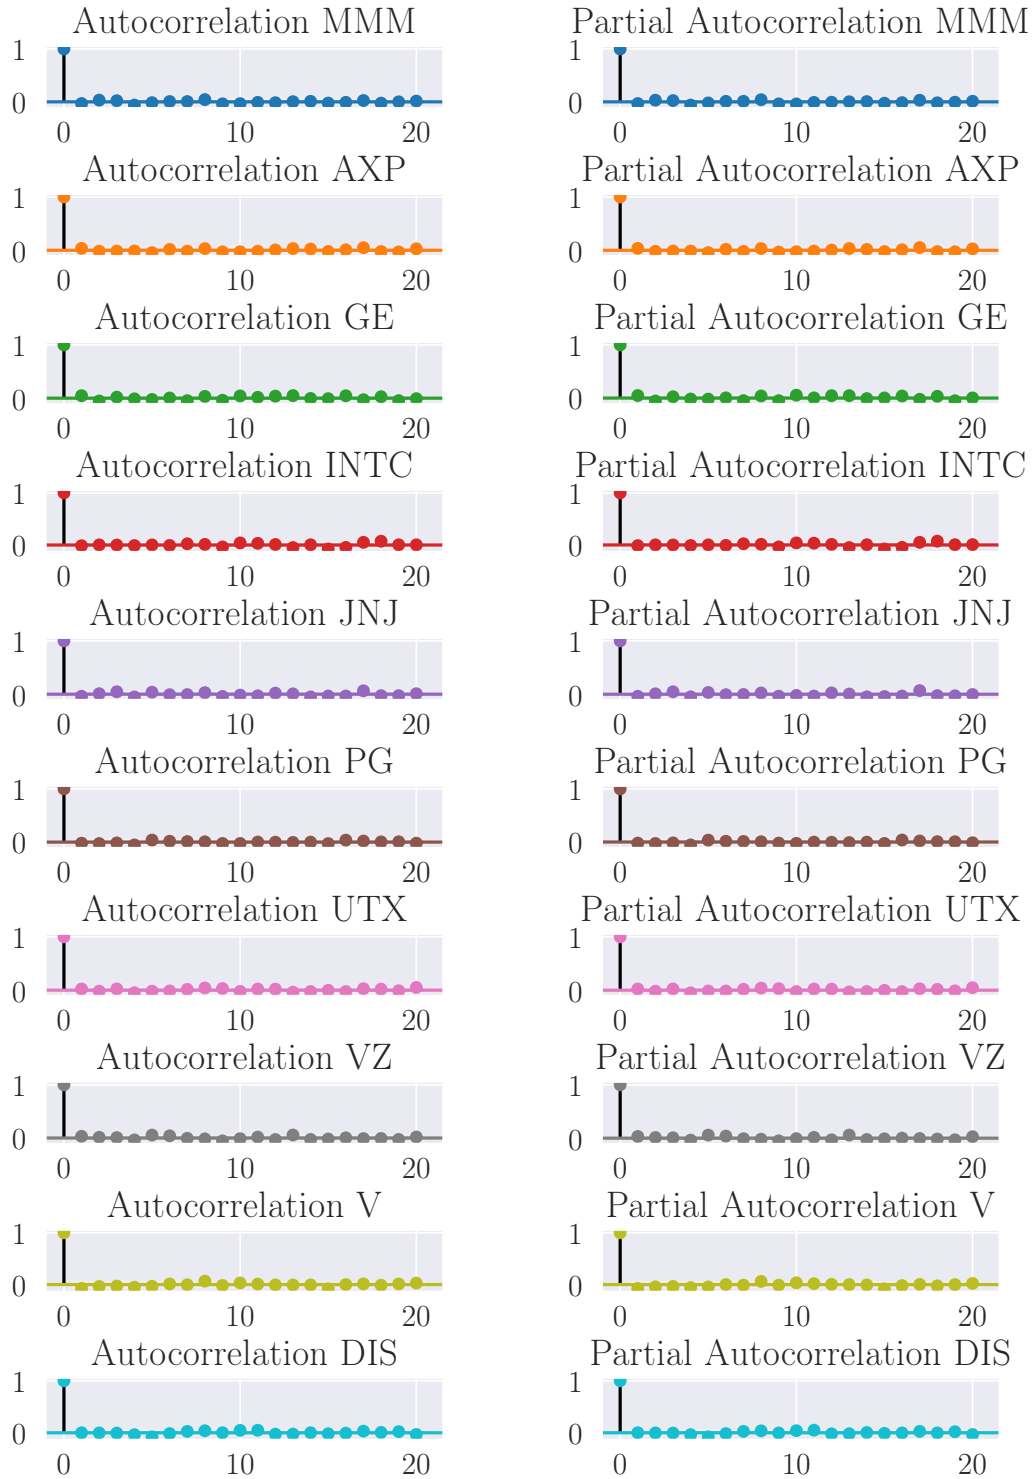 Autocorrelation MMM Partial Autocorrelation MMM
1 1
0 0
0 10 20 0 10 20
Autocorrelation AXP Partial Autocorrelation AXP
1 1
0 0
0 10 20 0 10 20
Autocorrelation GE Partial Autocorrelation GE
1 1
0 0
0 10 20 0 10 20
Autocorrelation INTC Partial Autocorrelation INTC
1 1
0 0
0 10 20 0 10 20
Autocorrelation JNJ Partial Autocorrelation JNJ
1 1
0 0
0 10 20 0 10 20
Autocorrelation PG Partial Autocorrelation PG
1 1
0 0
0 10 20 0 10 20
Autocorrelation UTX Partial Autocorrelation UTX
1 1
0 0
0 10 20 0 10 20
Autocorrelation VZ Partial Autocorrelation VZ
1 1
0 0
0 10 20 0 10 20
Autocorrelation V Partial Autocorrelation V
1 1
0 0
0 10 20 0 10 20
Autocorrelation DIS Partial Autocorrelation DIS
1 1
0 0
0 10 20 0 10 20